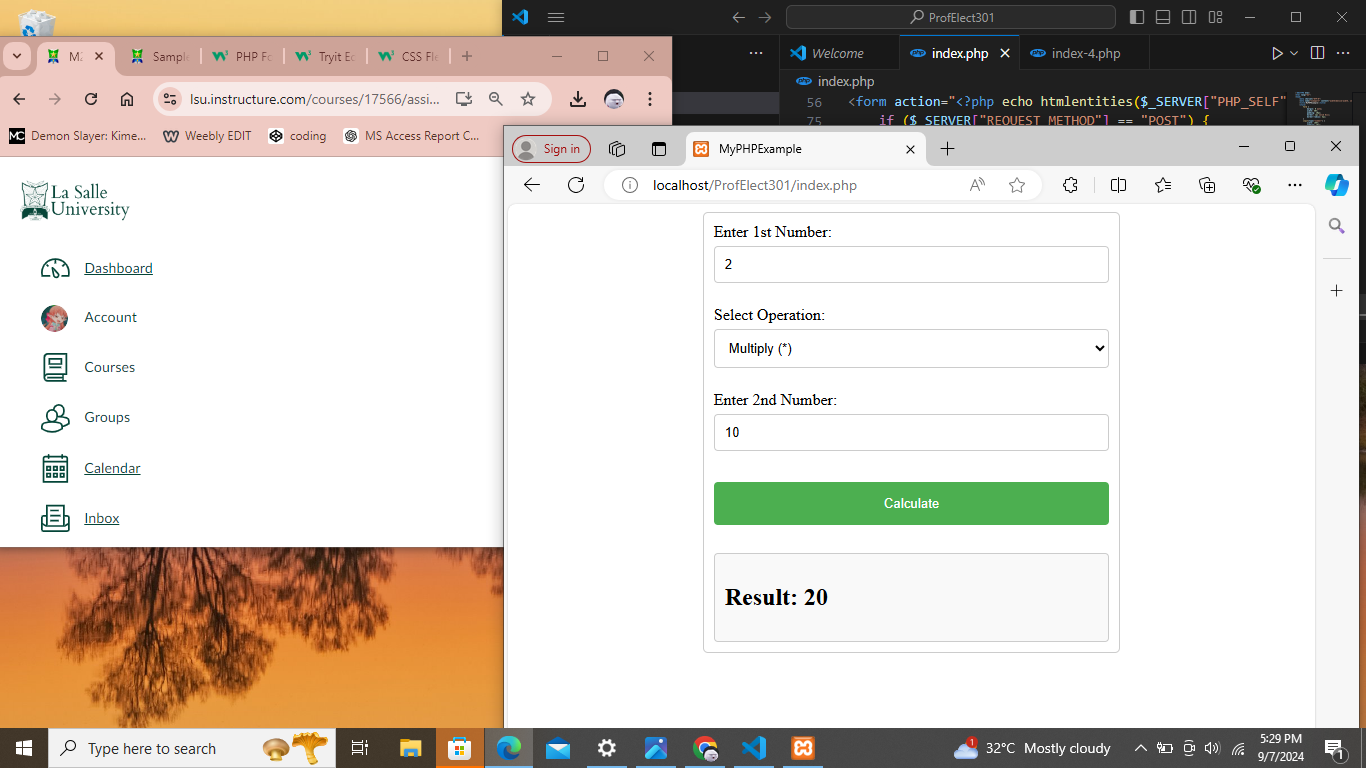 ProfElect301
M2
Sample
PHP Fo
Tryit Ed
CSS Fle
lsu.instructure.com/courses/17566/assi...
Demon Slayer: Kime...
Weebly EDIT
coding
MS Access Report C...
La Salle
University
Dashboard
Account
Courses
Groups
Calendar
Inbox
Welcome
index.php
index-4.php
index.php
56 <form action="<?php echo htmlentities($_SERVER["PHP_SELF"
75 if ($_SERVER["REQUEST_METHOD"] == "POST") {
Sign in
MyPHPExample
localhost/ProfElect301/index.php
Enter 1st Number:
2
Select Operation:
Multiply (*)
Enter 2nd Number:
10
Calculate
Result: 20
Type here to search
1
32°C Mostly cloudy
5:29 PM
9/7/2024
1